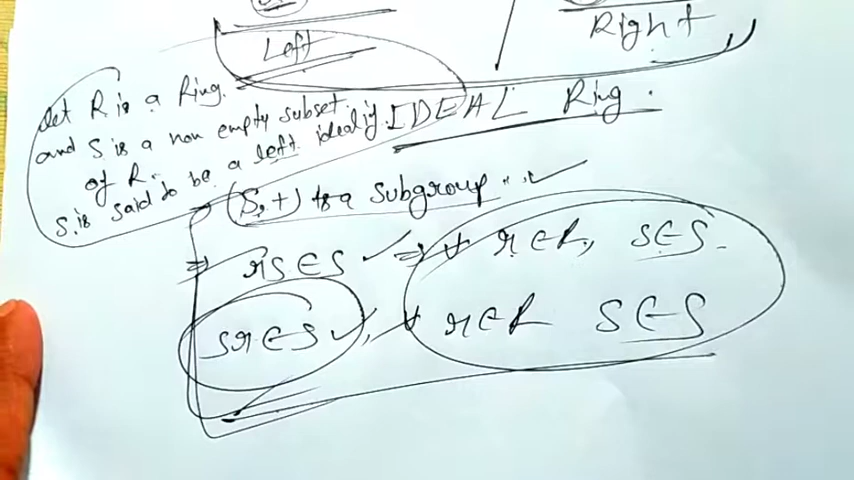 Left
Right
IDEAL Ring.
Let R is a Ring.
and S is a non empty subset
of R.
S is said to be a left ideal if
(S, +) is a subgroup
⇒ rs ∈ S ⇒ ∀ r ∈ R, s ∈ S.
sr ∈ S, ∀ r ∈ R s ∈ S